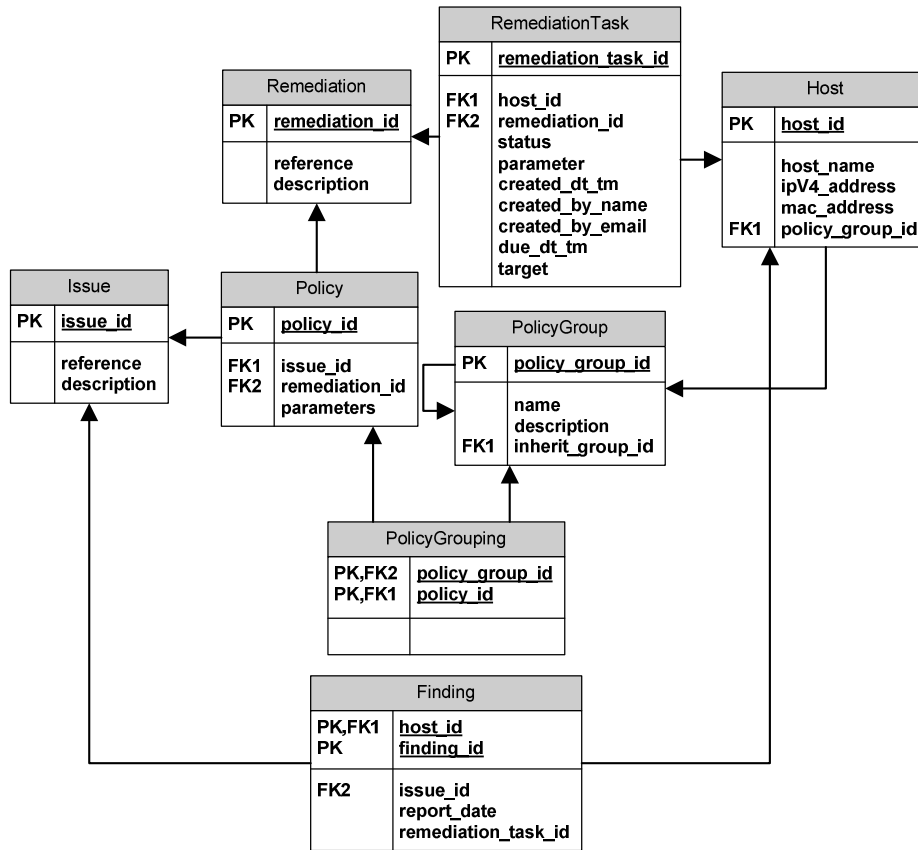 RemediationTask
PK remediation_task_id
FK1 host_id
FK2 remediation_id
status
parameter
created_dt_tm
created_by_name
created_by_email
due_dt_tm
target
Remediation
PK remediation_id
reference
description
Host
PK host_id
host_name
ipV4_address
mac_address
FK1 policy_group_id
Issue
PK issue_id
reference
description
Policy
PK policy_id
FK1 issue_id
FK2 remediation_id
parameters
PolicyGroup
PK policy_group_id
name
description
FK1 inherit_group_id
PolicyGrouping
PK,FK2 policy_group_id
PK,FK1 policy_id
Finding
PK,FK1 host_id
PK finding_id
FK2 issue_id
report_date
remediation_task_id